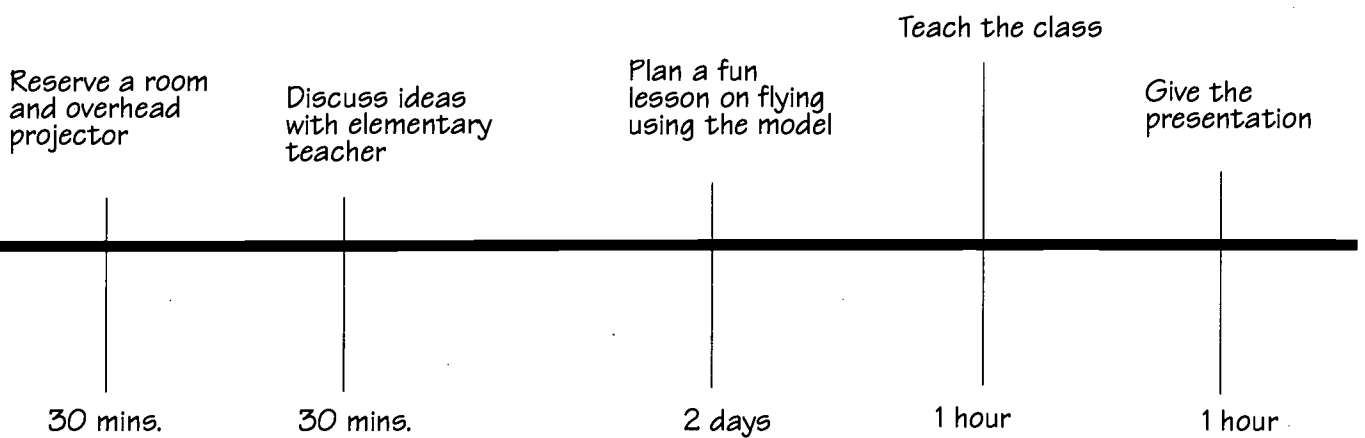 Reserve a room
and overhead
projector
Discuss ideas
with elementary
teacher
Plan a fun
lesson on flying
using the model
Teach the class
Give the
presentation
30 mins.
30 mins.
2 days
1 hour
1 hour